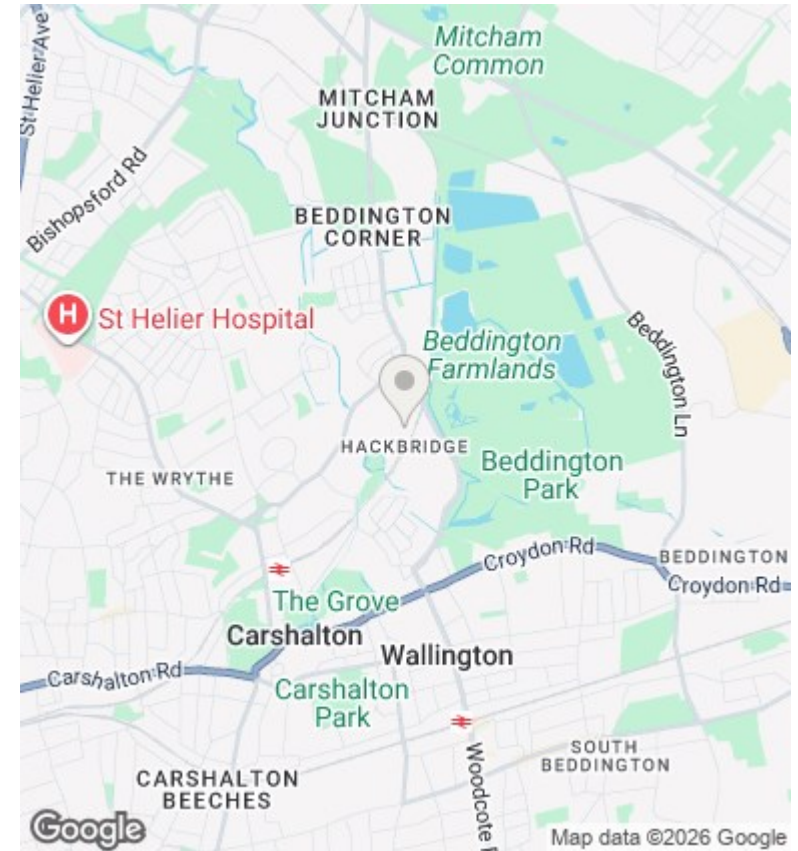 Mitcham
Common
St Helier Ave
MITCHAM
JUNCTION
Bishopsford Rd
BEDDINGTON
CORNER
H St Helier Hospital
Beddington Ln
Beddington
Farmlands
HACKBRIDGE
Beddington
Park
THE WRYTHE
Croydon Rd
BEDDINGTON
Croydon Rd
The Grove
Carshalton
Wallington
Carshalton Rd
Carshalton
Park
SOUTH
BEDDINGTON
CARSHALTON
BEECHES
Woodcote
Google
Map data ©2026 Google